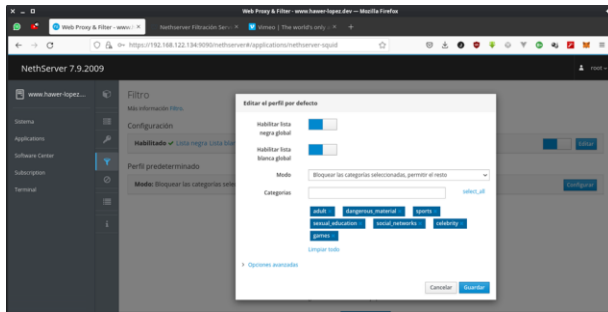 Web Proxy & Filter - www.hawer-lopez.dev — Mozilla Firefox
Web Proxy & Filter - www.
Nethserver Filtración
Vimeo | The world's only
https://192.168.122.134:9090/nethserver#/applications/nethserver-squid
NethServer 7.9.2009
root
www.hawer-lopez...
Sistema
Applications
Software Center
Subscription
Terminal
Filtro
Más información Filtro.
Configuración
Habilitado ✔ Lista negra Lista blan
Editar
Perfil predeterminado
Modo: Bloquear las categorías sele
Configurar
Editar el perfil por defecto
Habilitar lista
negra global
Habilitar lista
blanca global
Modo
Bloquear las categorías seleccionadas, permitir el resto
Categorías
select_all
adult
dangerous_material
sports
sexual_education
social_networks
celebrity
games
Limpiar todo
> Opciones avanzadas
Cancelar
Guardar